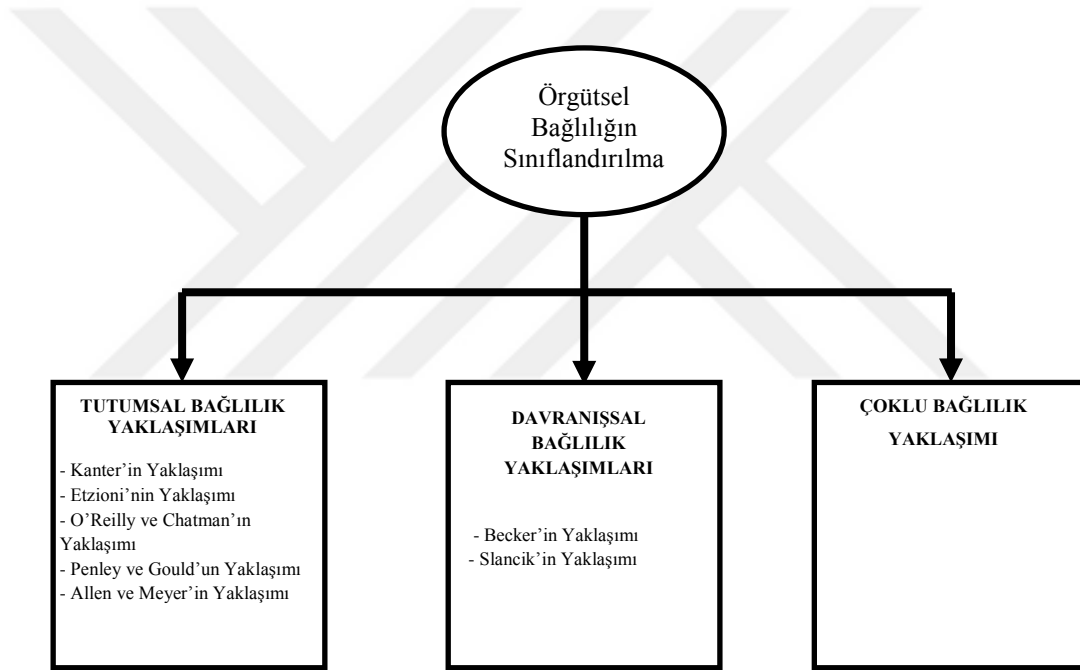 Örgütsel
Bağlılığın
Sınıflandırılma
TUTUMSAL BAĞLILIK
YAKLAŞIMLARI
- Kanter’in Yaklaşımı
- Etzioni’nin Yaklaşımı
- O’Reilly ve Chatman’ın
Yaklaşımı
- Penley ve Gould’un Yaklaşımı
- Allen ve Meyer’in Yaklaşımı
DAVRANIŞSAL
BAĞLILIK
YAKLAŞIMLARI
- Becker’in Yaklaşımı
- Slancik’in Yaklaşımı
ÇOKLU BAĞLILIK
YAKLAŞIMI